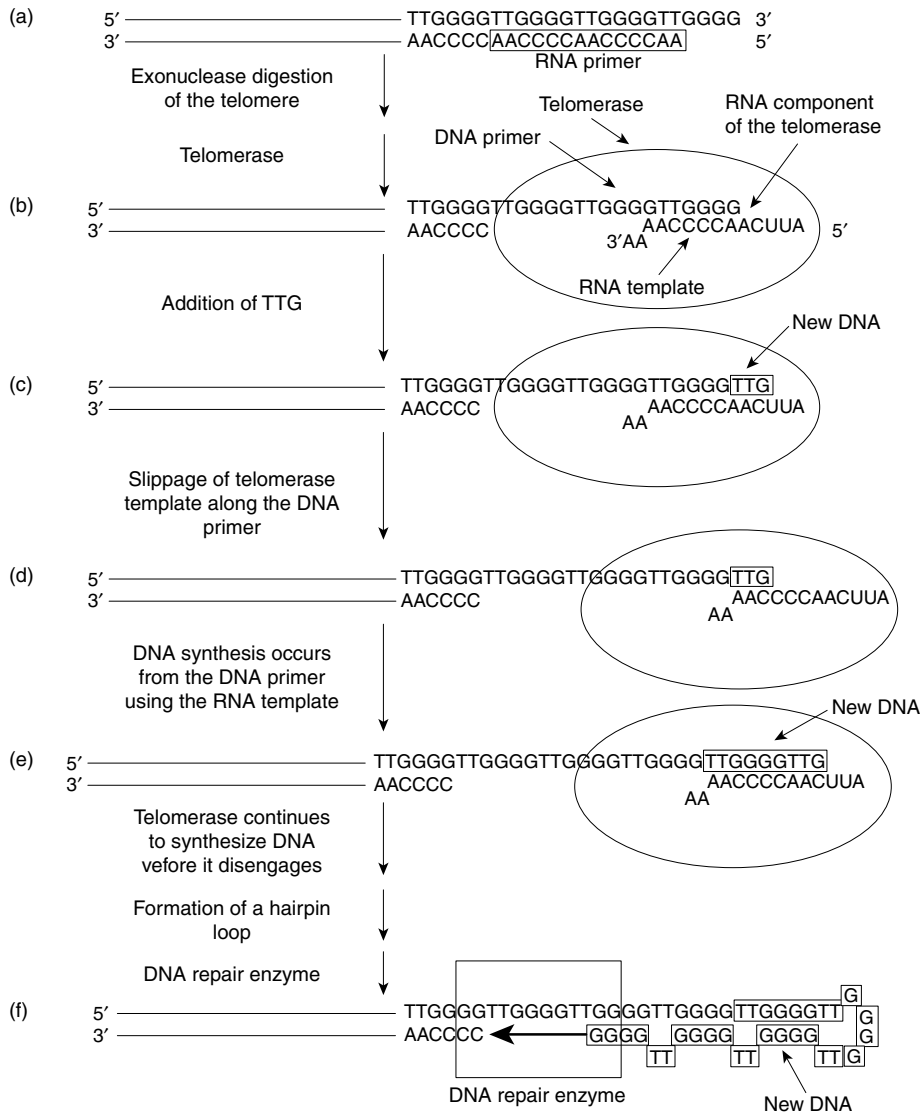 (a)
5′ TTGGGGTTGGGGTTGGGGTTGGGG 3′
3′ AACCCCAACCCCAACCCCAA 5′
RNA primer
Exonuclease digestion
of the telomere
Telomerase
Telomerase
DNA primer
RNA component
of the telomerase
(b)
5′ TTGGGGTTGGGGTTGGGGTTGGGG
3′ AACCCC
3′AA
AACCCCAACUUA 5′
RNA template
Addition of TTG
New DNA
(c)
5′ TTGGGGTTGGGGTTGGGGTTGGGGTTG
3′ AACCCC
AA
AACCCCAACUUA
Slippage of telomerase
template along the DNA
primer
(d)
5′ TTGGGGTTGGGGTTGGGGTTGGGGTTG
3′ AACCCC
AA
AACCCCAACUUA
DNA synthesis occurs
from the DNA primer
using the RNA template
New DNA
(e)
5′ TTGGGGTTGGGGTTGGGGTTGGGGTTGGGGTTG
3′ AACCCC
AA
AACCCCAACUUA
Telomerase continues
to synthesize DNA
vefore it disengages
Formation of a hairpin
loop
DNA repair enzyme
(f)
5′ TTGGGGTTGGGGTTGGGGTTGGGGTTGGGGTT G
3′ AACCCC GGGG GGGG GGGG G
G
TT TT TT G
DNA repair enzyme
New DNA